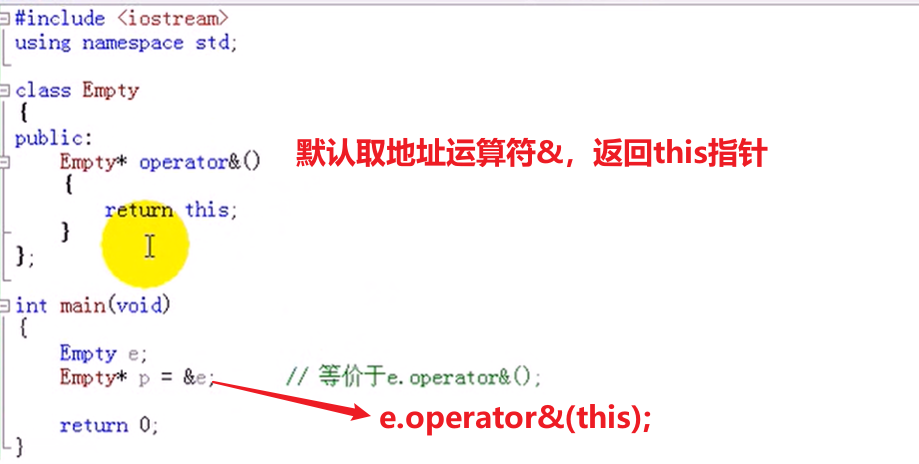 #include <iostream>
using namespace std;
class Empty
{
public:
Empty* operator&() 默认取地址运算符&，返回this指针
{
return this;
}
};
int main(void)
{
Empty e;
Empty* p = &e; // 等价于e.operator&();
e.operator&(this);
return 0;
}